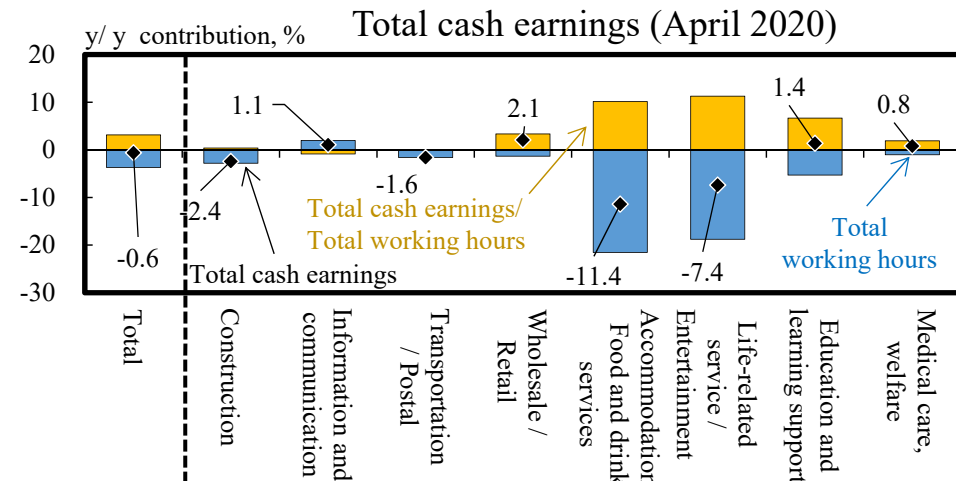 Total cash earnings (April 2020)
y/ y contribution, %
20
10
0
-10
-20
-30
-0.6
-2.4
1.1
-1.6
2.1
-11.4
-7.4
1.4
0.8
Total cash earnings/
Total working hours
Total cash earnings
Total
working hours
Total
Construction
Information and
communication
Transportation
/ Postal
Wholesale /
Retail
Accommodation
Food and drink
services
Life-related
service /
Entertainment
Education and
learning support
Medical care,
welfare